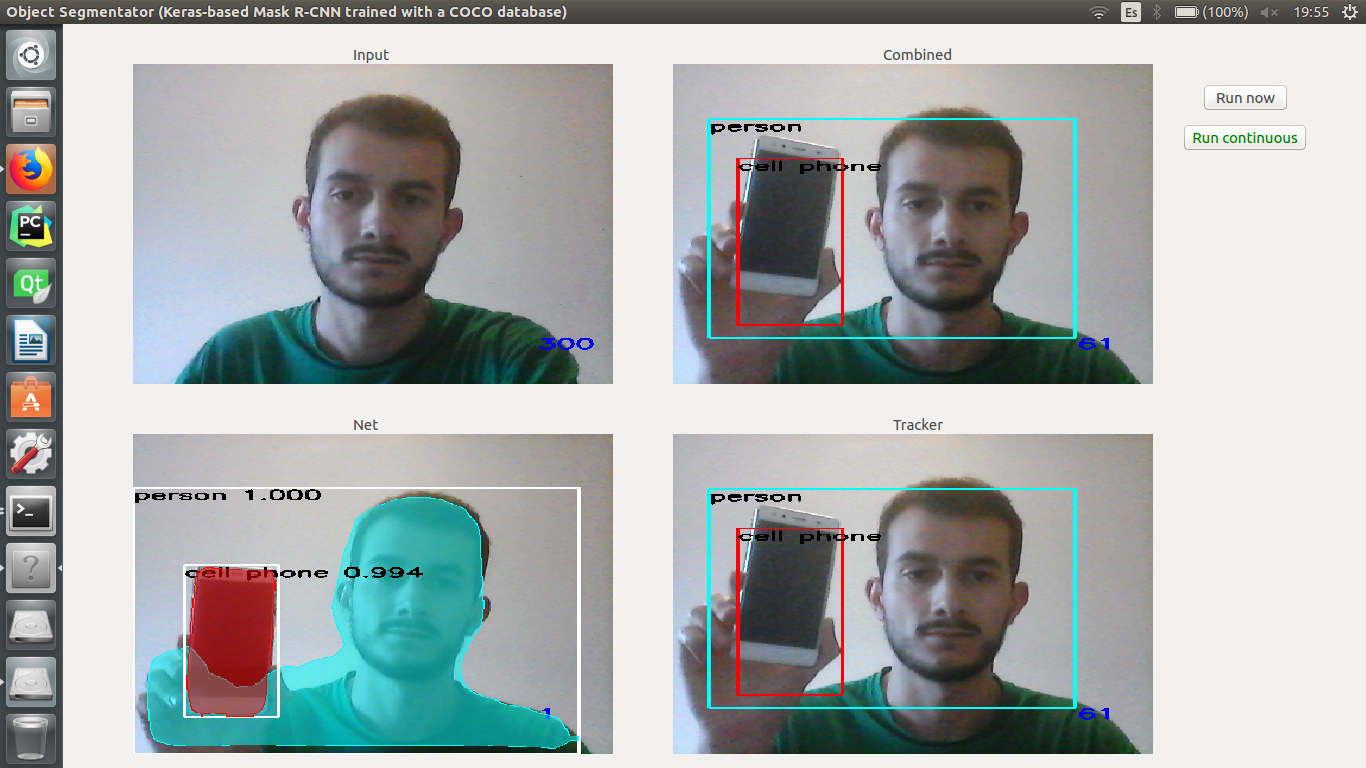 Object Segmentator (Keras-based Mask R-CNN trained with a COCO database)
Es
(100%)
19:55
Input
Combined
Run now
Run continuous
person
cell phone
300
61
Net
Tracker
person 1.000
cell phone 0.994
1
person
cell phone
61
PC
Qt
A
>_
?